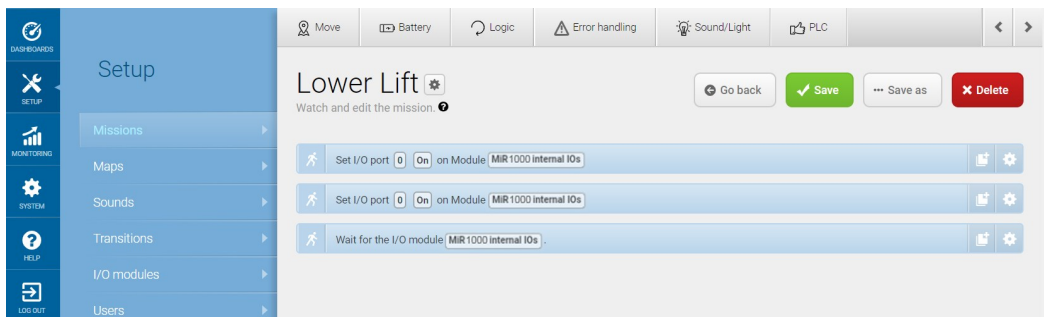 Move
Battery
Logic
Error handling
Sound/Light
PLC
DASHBOARDS
SETUP
MONITORING
SYSTEM
HELP
LOG OUT
Setup
Missions
Maps
Sounds
Transitions
I/O modules
Users
Lower Lift
Watch and edit the mission.
Go back
Save
Save as
Delete
Set I/O port 0 On on Module MiR1000 internal IOs
Set I/O port 0 On on Module MiR1000 internal IOs
Wait for the I/O module MiR1000 internal IOs .